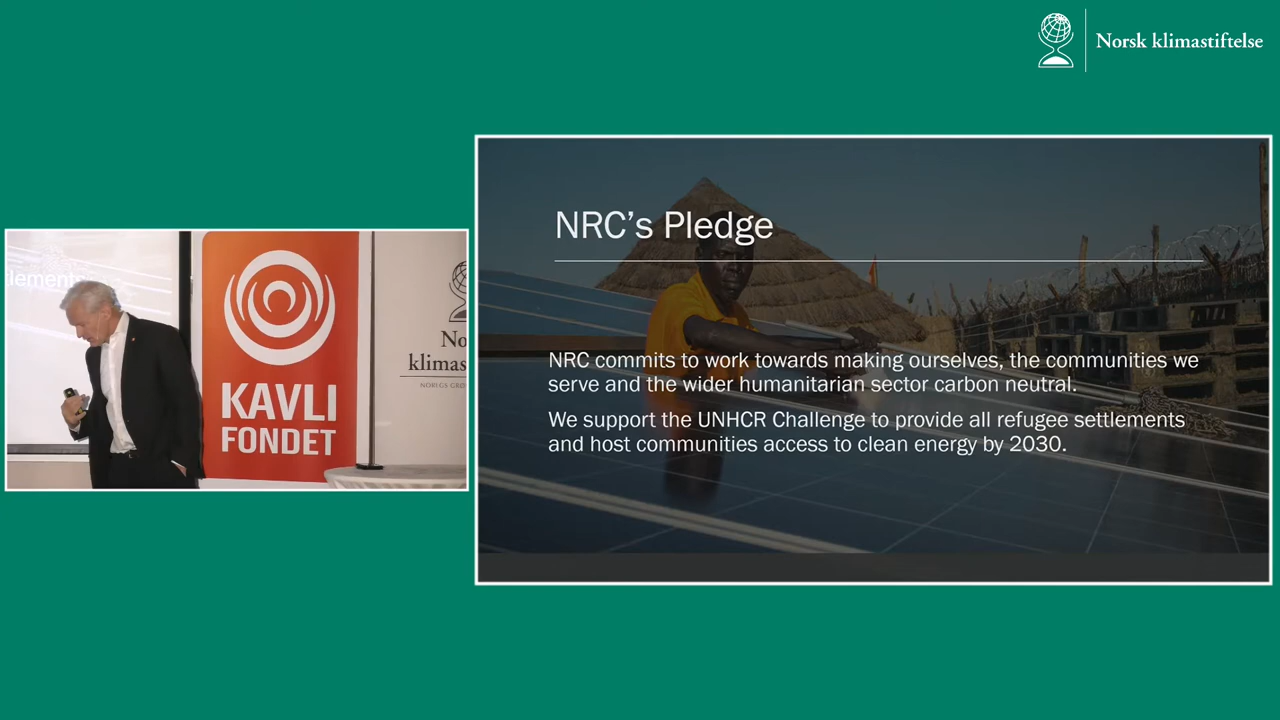 Norsk klimastiftelse
NRC's Pledge
NRC commits to work towards making ourselves, the communities we
serve and the wider humanitarian sector carbon neutral.
We support the UNHCR Challenge to provide all refugee settlements
and host communities access to clean energy by 2030.
lements
KAVLI
FONDET
No
klimas